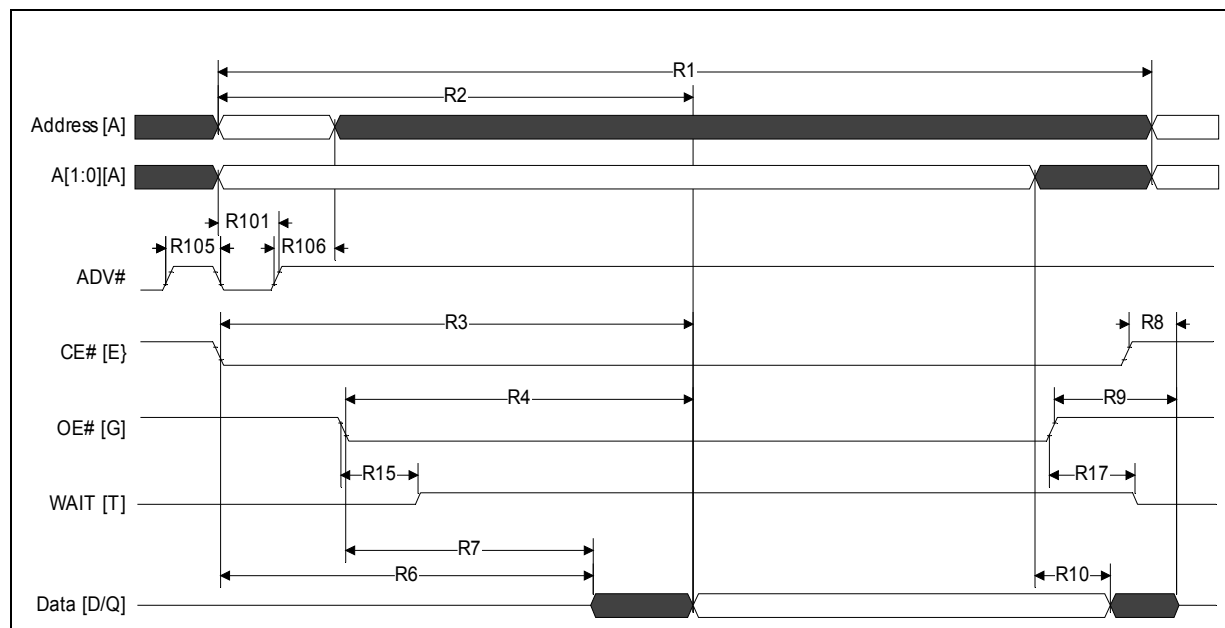 R1
R2
Address [A]
A[1:0][A]
R101
R105
R106
ADV#
R3
R8
CE# [E}
R4
R9
OE# [G]
R15
R17
WAIT [T]
R7
R6
R10
Data [D/Q]